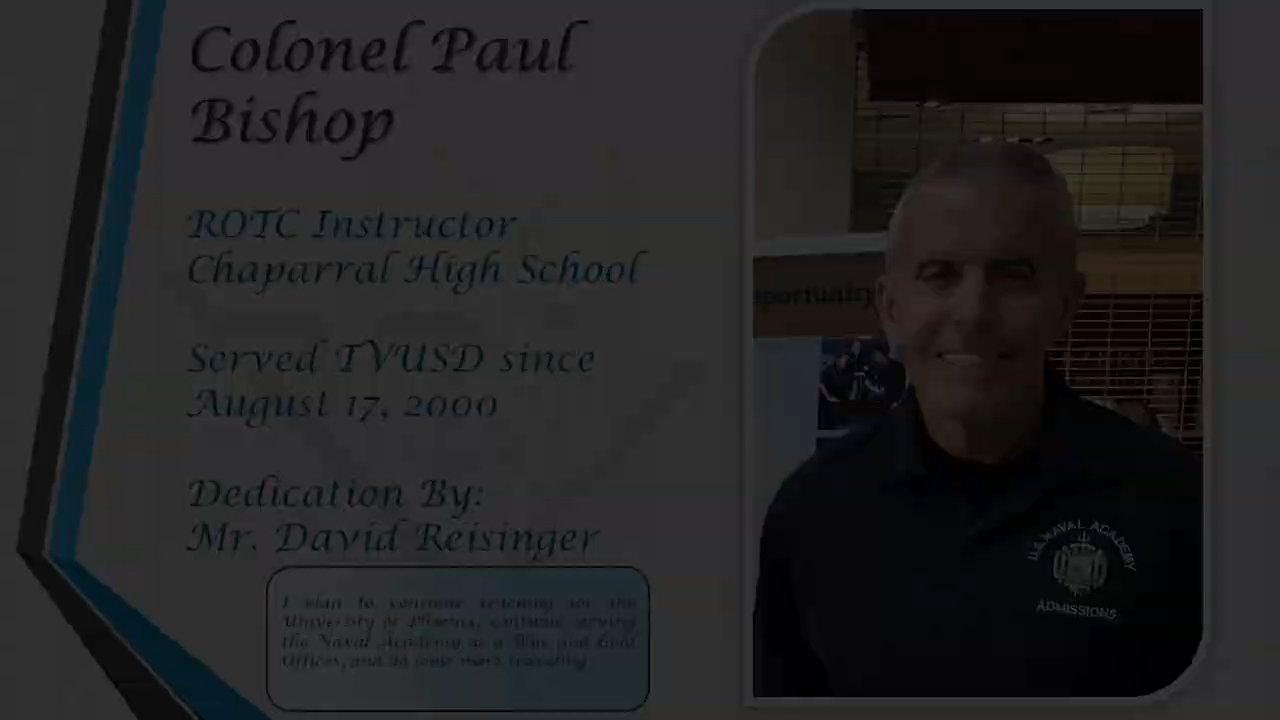 Colonel Paul
Bishop
ROTC Instructor
Chaparral High School
Served TVUSD since
August 17, 2000
Dedication By:
Mr. David Reisinger
I plan to continue teaching for the
University of Phoenix, continue serving
the Naval Academy as a Blue and Gold
Officer, and do some more traveling.
sportunity
U.S. NAVAL ACADEMY
ADMISSIONS